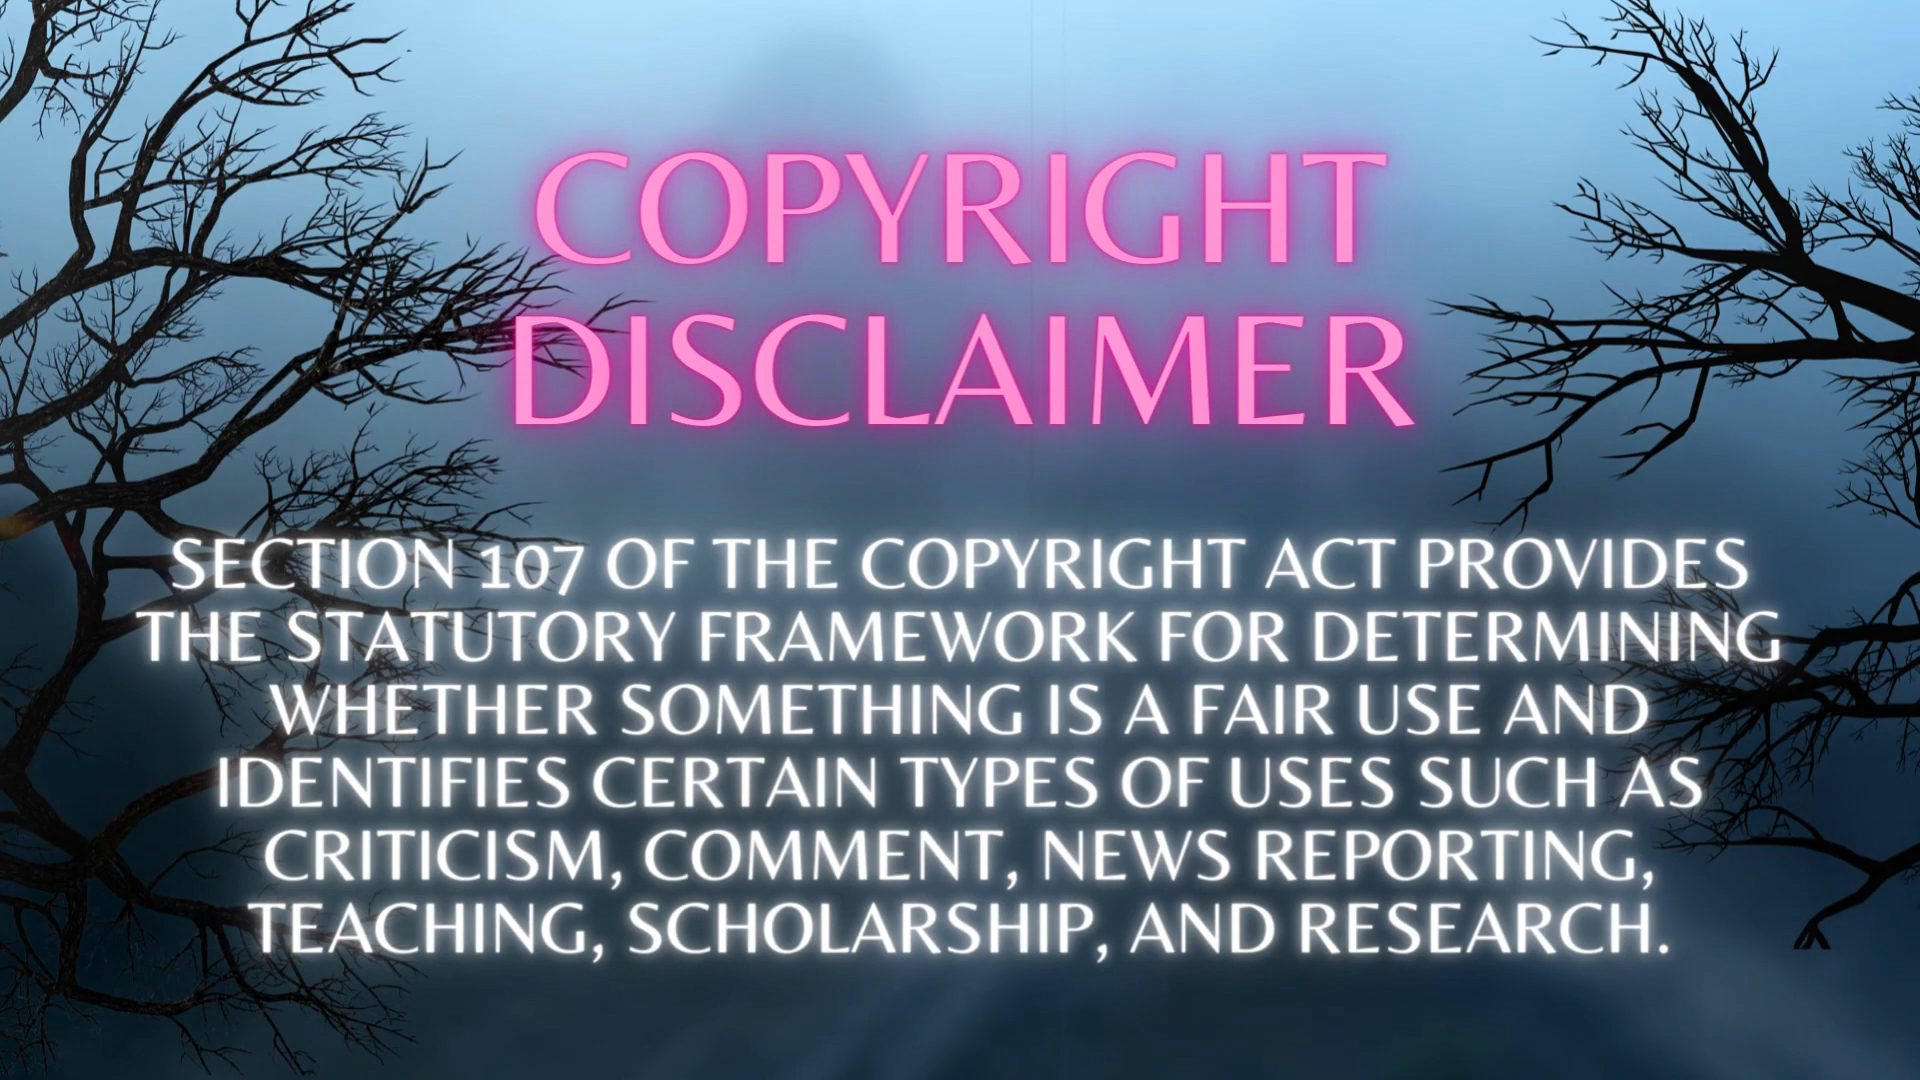 COPYRIGHT
DISCLAIMER
SECTION 107 OF THE COPYRIGHT ACT PROVIDES
THE STATUTORY FRAMEWORK FOR DETERMINING
WHETHER SOMETHING IS A FAIR USE AND
IDENTIFIES CERTAIN TYPES OF USES SUCH AS
CRITICISM, COMMENT, NEWS REPORTING,
TEACHING, SCHOLARSHIP, AND RESEARCH.